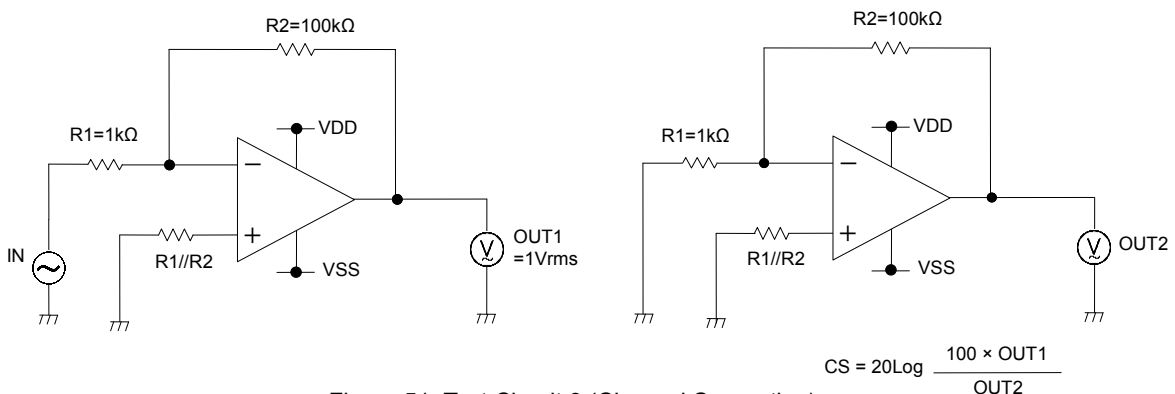 R2=100kΩ
R1=1kΩ
VDD
−
+
R1//R2
VSS
IN
V
OUT1
=1Vrms
R2=100kΩ
R1=1kΩ
VDD
−
+
R1//R2
VSS
V
OUT2
CS = 20Log 100 × OUT1
OUT2